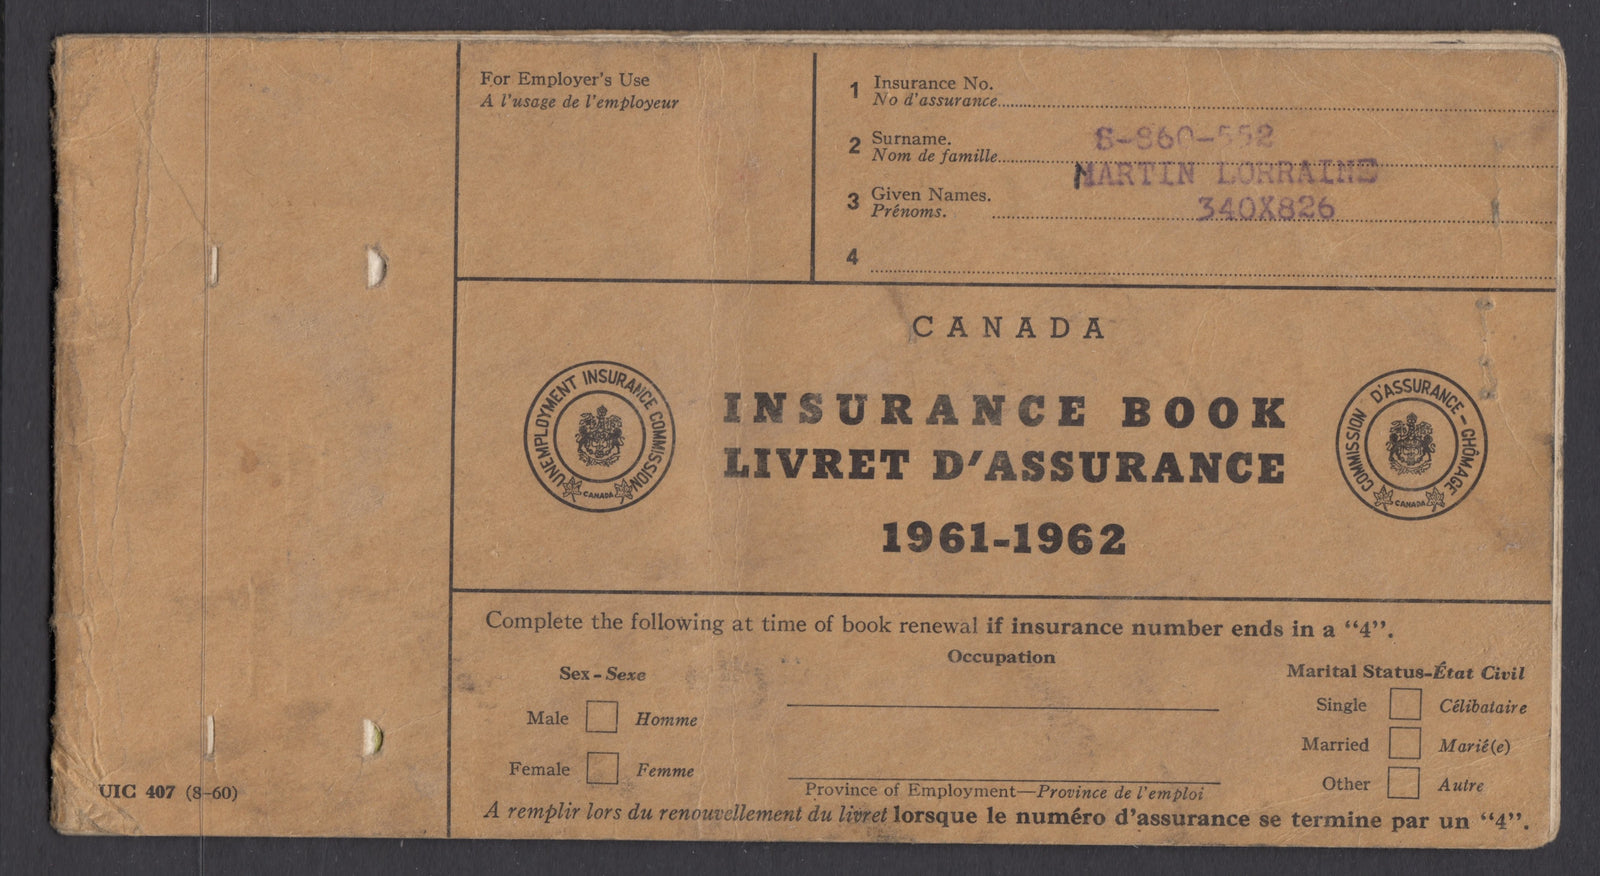 For Employer's Use
A l'usage de l'employeur
1 Insurance No.
No d'assurance
S-860-552
2 Surname.
Nom de famille
MARTIN LORRAINE
3 Given Names.
Prénoms.
340X826
4
CANADA
UNEMPLOYMENT INSURANCE COMMISSION
CANADA
INSURANCE BOOK
LIVRET D'ASSURANCE
1961-1962
COMMISSION D'ASSURANCE-CHÔMAGE
CANADA
Complete the following at time of book renewal if insurance number ends in a “4”.
Sex - Sexe
Male Homme
Female Femme
Occupation
Province of Employment—Province de l'emploi
Marital Status-État Civil
Single Célibataire
Married Marié(e)
Other Autre
A remplir lors du renouvellement du livret lorsque le numéro d'assurance se termine par un “4”.
UIC 407 (8-60)